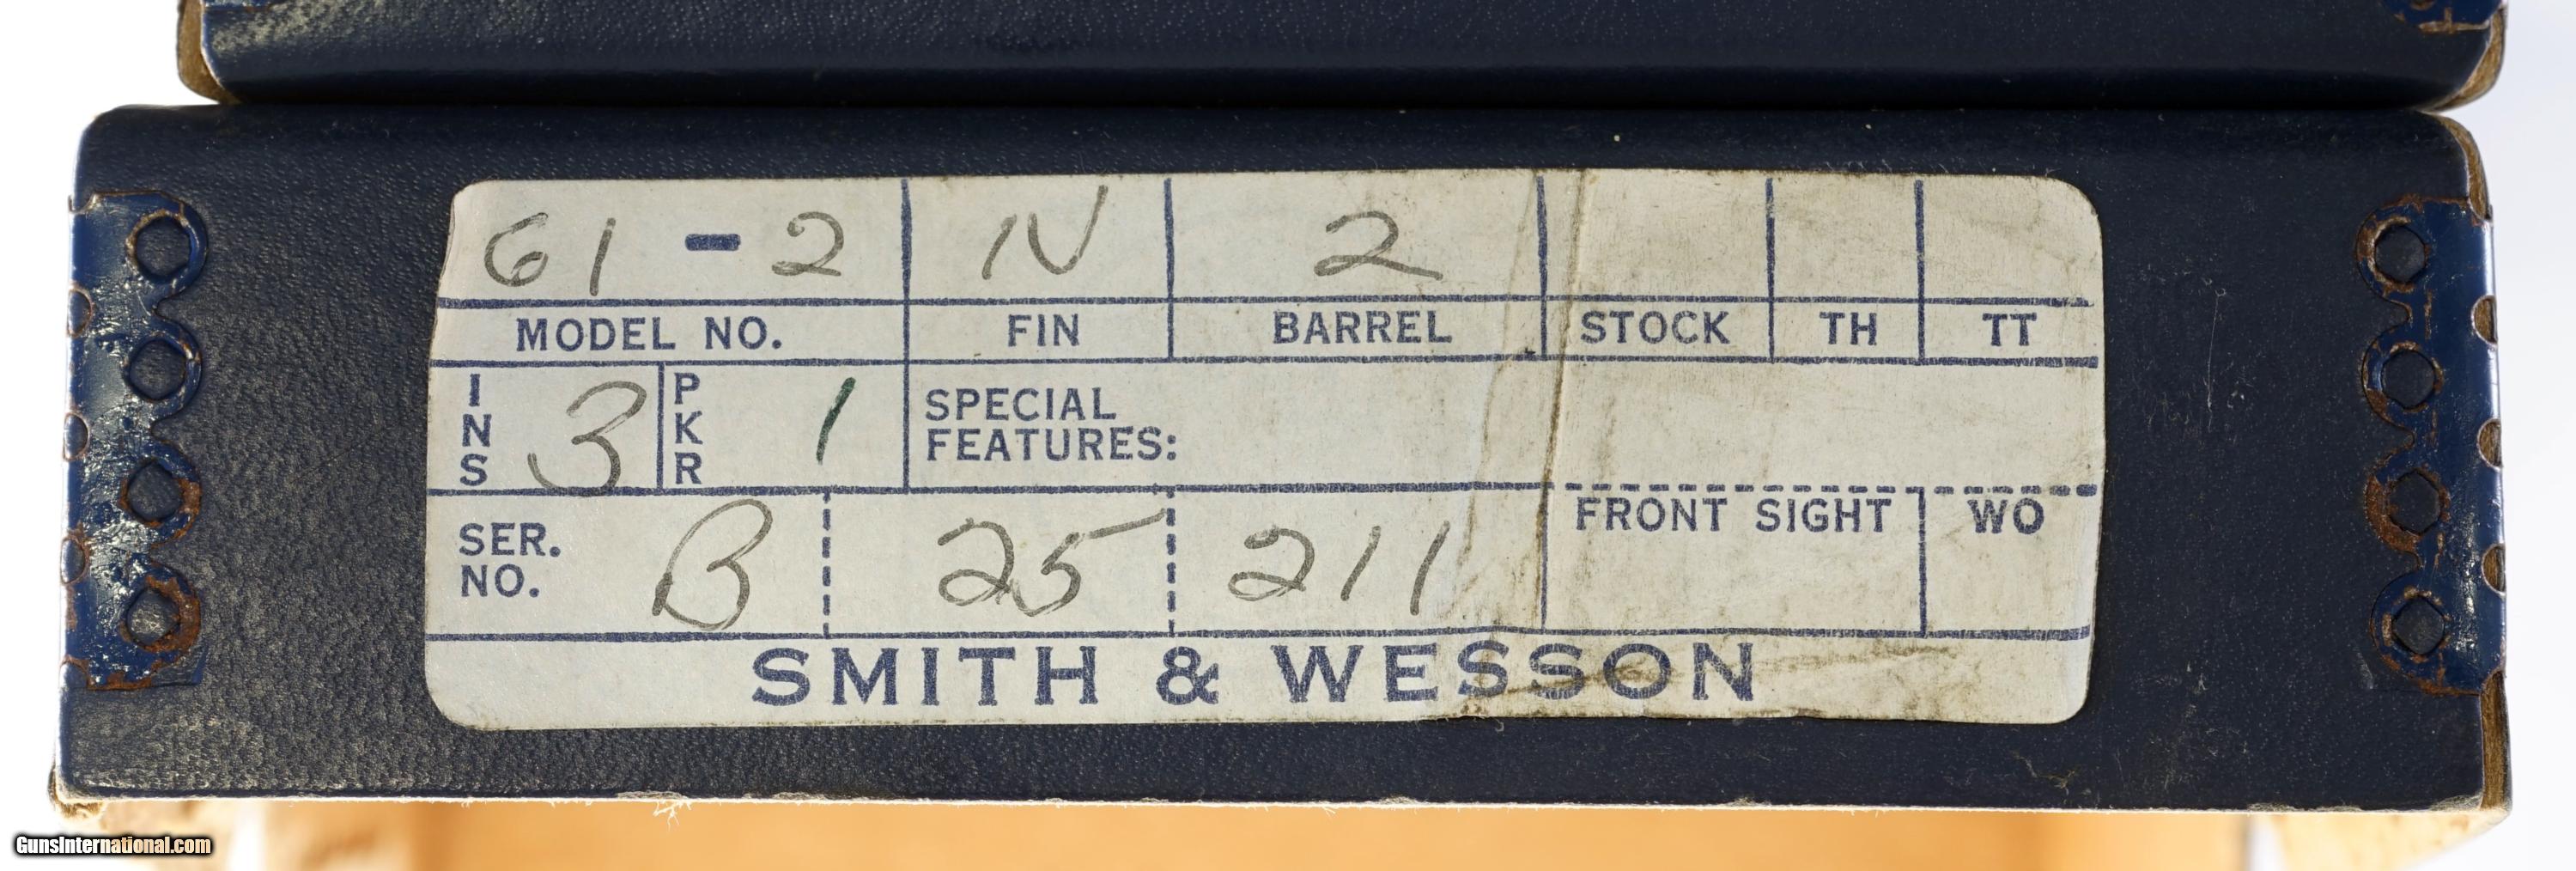 61 - 2 N 2
MODEL NO. FIN BARREL STOCK TH TT
INS 3 PKR 1 SPECIAL
FEATURES:
SER.
NO. B 25 211 FRONT SIGHT WO
SMITH & WESSON
GunsInternational.com